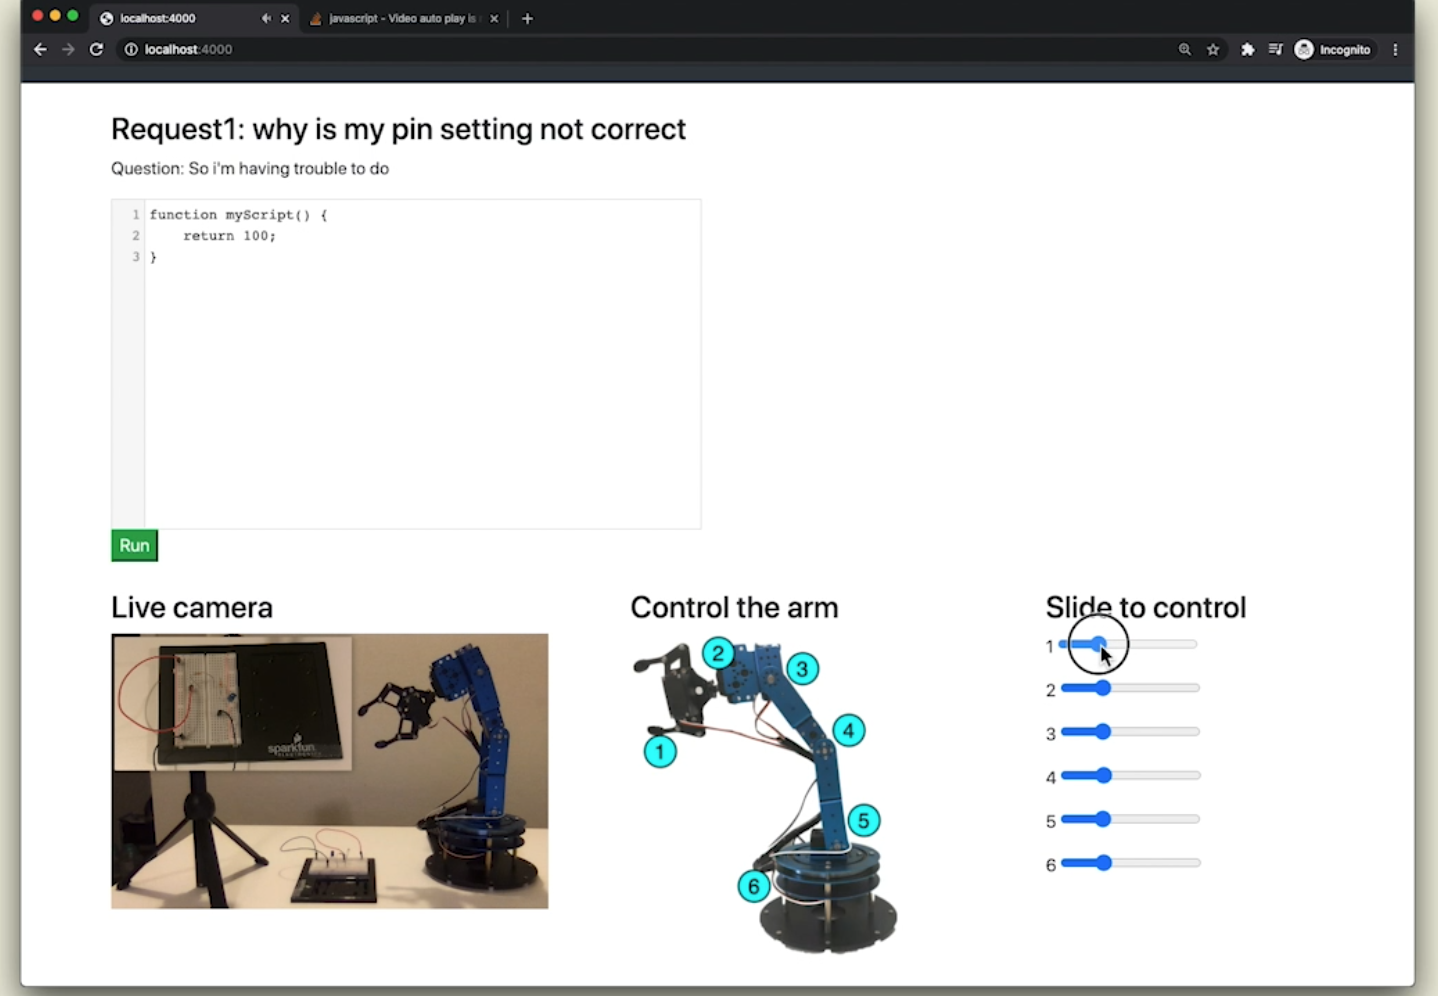 localhost:4000
javascript - Video auto play is
localhost:4000
Incognito
Request1: why is my pin setting not correct
Question: So i'm having trouble to do
1 function myScript() {
2 return 100;
3 }
Run
Live camera
Control the arm
Slide to control
sparkfun
1
2
3
4
5
6
1
2
3
4
5
6